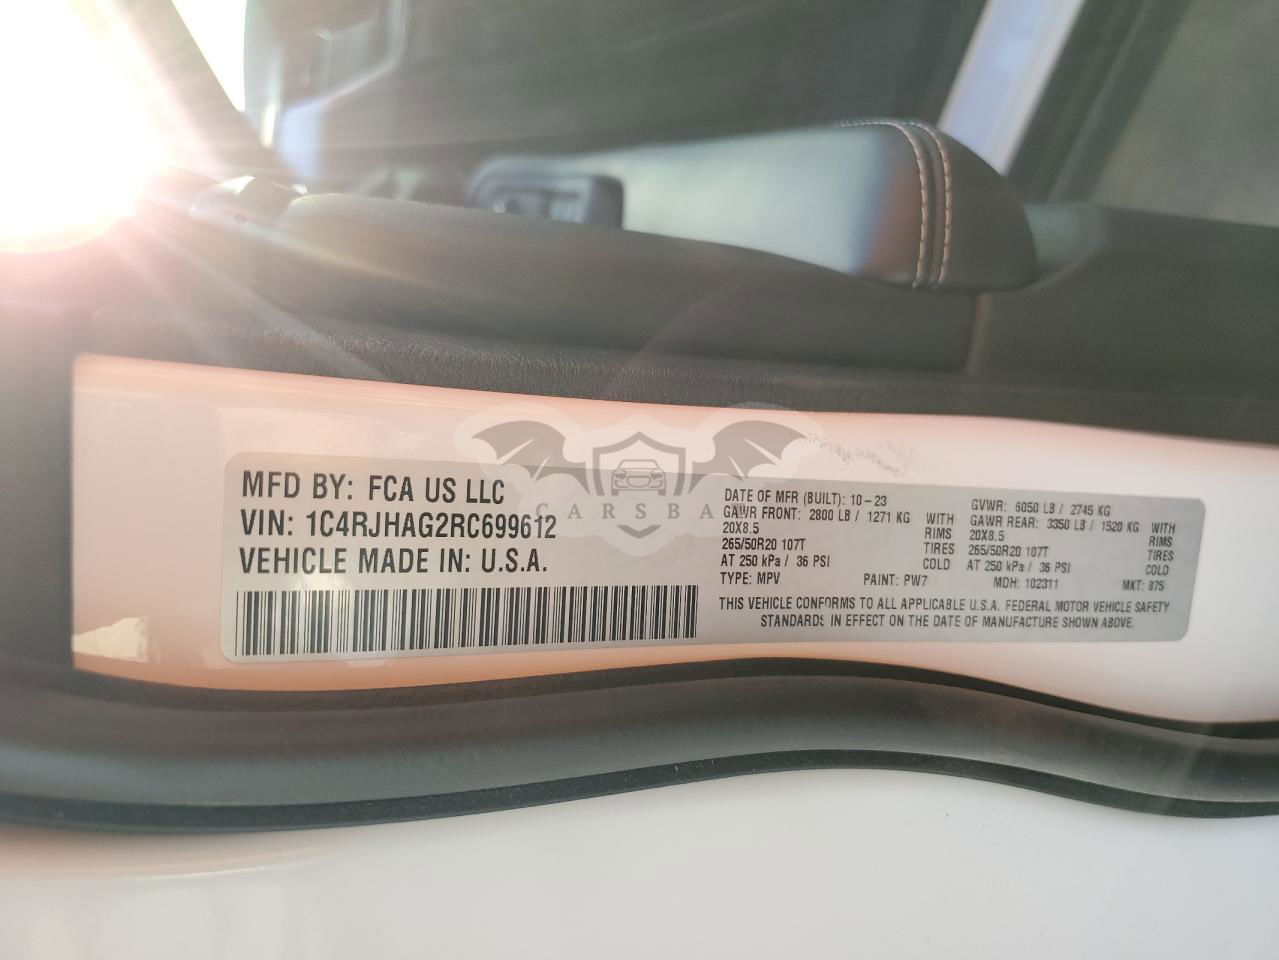 MFD BY: FCA US LLC
VIN: 1C4RJHAG2RC699612
VEHICLE MADE IN: U.S.A.
CARSBA
DATE OF MFR (BUILT): 10-23
GAWR FRONT: 2800 LB / 1271 KG WITH
20X8.5 RIMS
265/50R20 107T TIRES
AT 250 kPa / 36 PSI COLD
GVWR: 6050 LB / 2745 KG
GAWR REAR: 3350 LB / 1520 KG WITH
20X8.5 RIMS
265/50R20 107T TIRES
AT 250 kPa / 36 PSI COLD
TYPE: MPV PAINT: PW7 MDH: 102311 MKT: 875
THIS VEHICLE CONFORMS TO ALL APPLICABLE U.S.A. FEDERAL MOTOR VEHICLE SAFETY
STANDARDS IN EFFECT ON THE DATE OF MANUFACTURE SHOWN ABOVE.